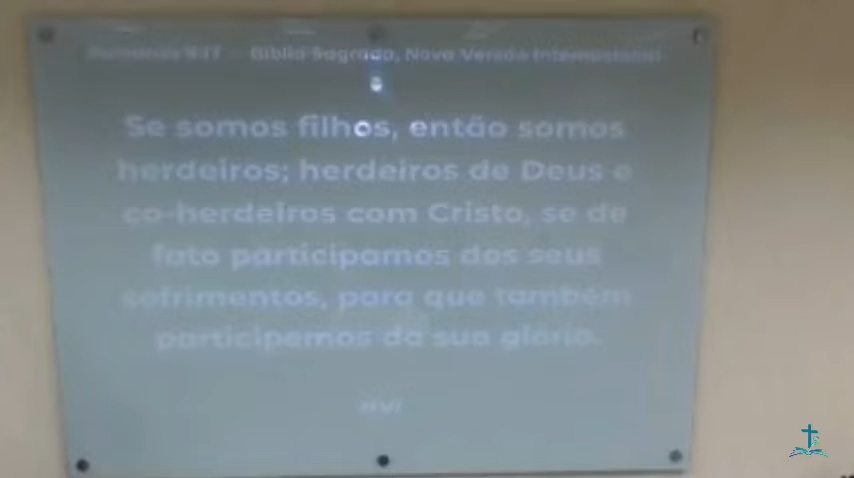 Romanos 8:17 — Bíblia Sagrada, Nova Versão Internacional
Se somos filhos, então somos
herdeiros; herdeiros de Deus e
co-herdeiros com Cristo, se de
fato participamos dos seus
sofrimentos, para que também
participemos da sua glória.
NVI